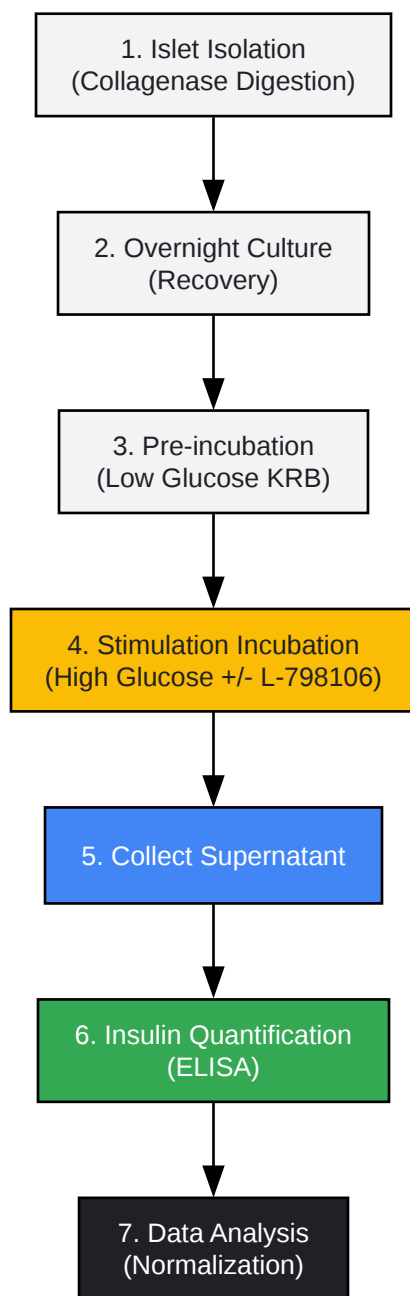 1. Islet Isolation
(Collagenase Digestion)
2. Overnight Culture
(Recovery)
3. Pre-incubation
(Low Glucose KRB)
4. Stimulation Incubation
(High Glucose +/- L-798106)
5. Collect Supernatant
6. Insulin Quantification
(ELISA)
7. Data Analysis
(Normalization)